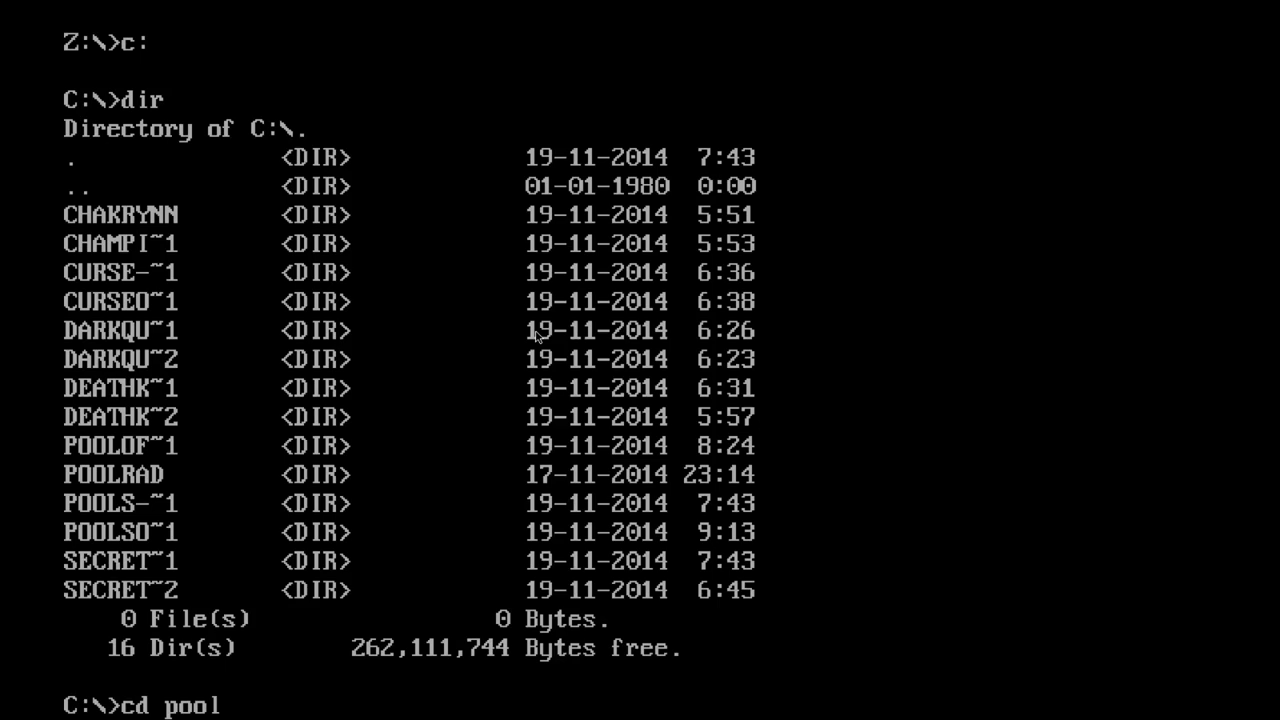 Z:\>c:
C:\>dir
Directory of C:\.
. <DIR> 19-11-2014 7:43
.. <DIR> 01-01-1980 0:00
CHAKRYNN <DIR> 19-11-2014 5:51
CHAMPI~1 <DIR> 19-11-2014 5:53
CURSE-~1 <DIR> 19-11-2014 6:36
CURSEO~1 <DIR> 19-11-2014 6:38
DARKQU~1 <DIR> 19-11-2014 6:26
DARKQU~2 <DIR> 19-11-2014 6:23
DEATHK~1 <DIR> 19-11-2014 6:31
DEATHK~2 <DIR> 19-11-2014 5:57
POOLOF~1 <DIR> 19-11-2014 8:24
POOLRAD <DIR> 17-11-2014 23:14
POOLS-~1 <DIR> 19-11-2014 7:43
POOLSO~1 <DIR> 19-11-2014 9:13
SECRET~1 <DIR> 19-11-2014 7:43
SECRET~2 <DIR> 19-11-2014 6:45
0 File(s) 0 Bytes.
16 Dir(s) 262,111,744 Bytes free.
C:\>cd pool